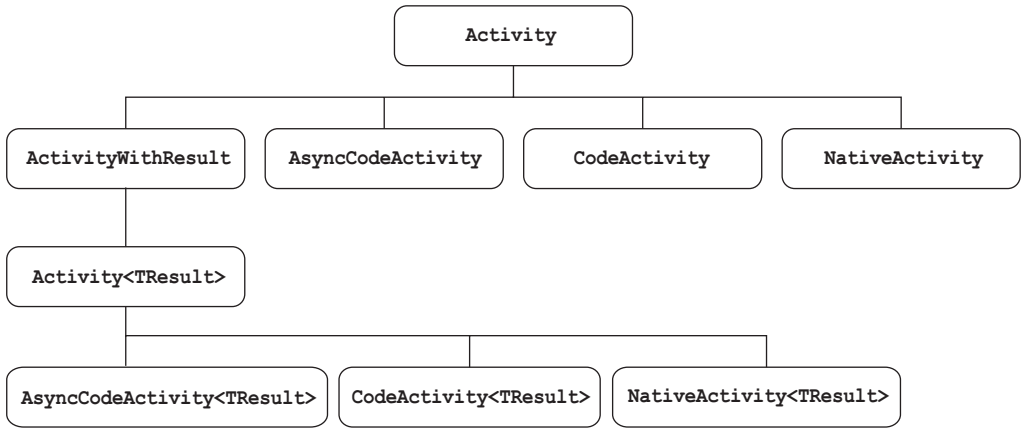 Activity
ActivityWithResult
AsyncCodeActivity
CodeActivity
NativeActivity
Activity<TResult>
AsyncCodeActivity<TResult>
CodeActivity<TResult>
NativeActivity<TResult>